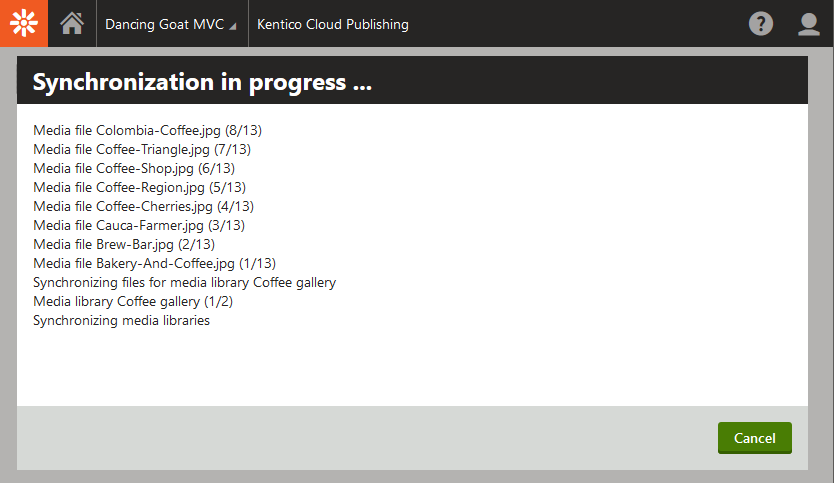 Dancing Goat MVC
Kentico Cloud Publishing
?
Synchronization in progress ...
Media file Colombia-Coffee.jpg (8/13)
Media file Coffee-Triangle.jpg (7/13)
Media file Coffee-Shop.jpg (6/13)
Media file Coffee-Region.jpg (5/13)
Media file Coffee-Cherries.jpg (4/13)
Media file Cauca-Farmer.jpg (3/13)
Media file Brew-Bar.jpg (2/13)
Media file Bakery-And-Coffee.jpg (1/13)
Synchronizing files for media library Coffee gallery
Media library Coffee gallery (1/2)
Synchronizing media libraries
Cancel